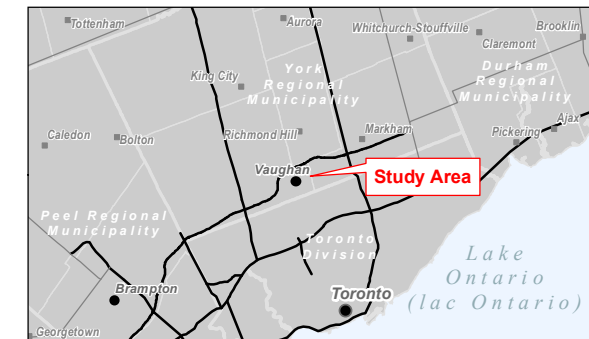 Tottenham
Aurora
Whitchurch-Stouffville
Brooklin
Claremont
King City
York
Regional
Municipality
Durham
Regional
Municipality
Caledon
Bolton
Richmond Hill
Markham
Pickering
Ajax
Vaughan
Study Area
Peel Regional
Municipality
Toronto
Division
Lake
Ontario
(lac Ontario)
Brampton
Toronto
Georgetown